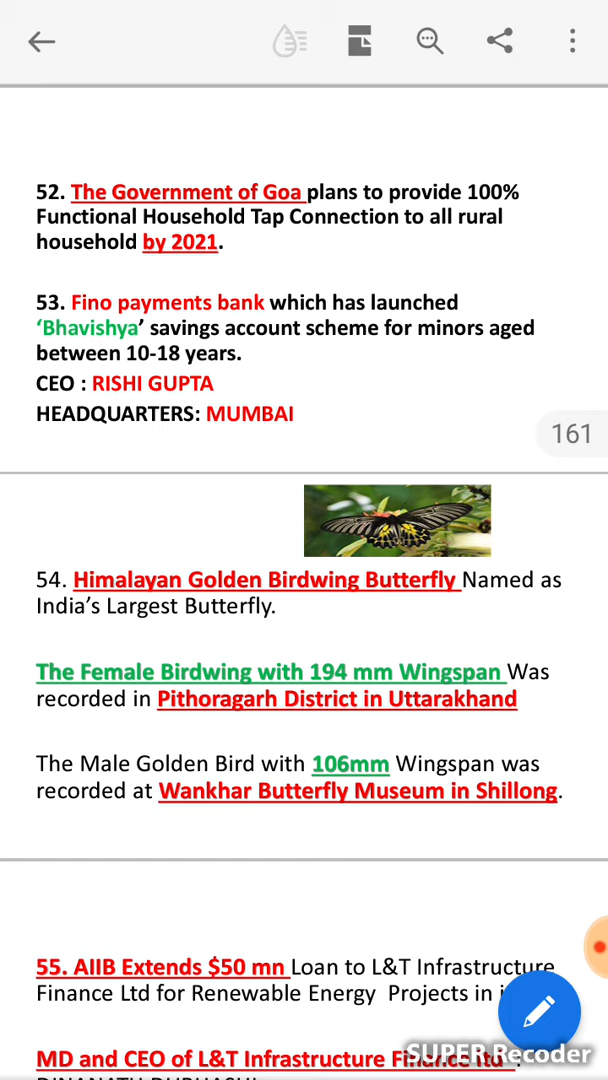 52. The Government of Goa plans to provide 100%
Functional Household Tap Connection to all rural
household by 2021.
53. Fino payments bank which has launched
‘Bhavishya’ savings account scheme for minors aged
between 10-18 years.
CEO : RISHI GUPTA
HEADQUARTERS: MUMBAI
161
54. Himalayan Golden Birdwing Butterfly Named as
India’s Largest Butterfly.
The Female Birdwing with 194 mm Wingspan Was
recorded in Pithoragarh District in Uttarakhand
The Male Golden Bird with 106mm Wingspan was
recorded at Wankhar Butterfly Museum in Shillong.
55. AIIB Extends $50 mn Loan to L&T Infrastructure
Finance Ltd for Renewable Energy Projects in
MD and CEO of L&T Infrastructure Finance Ltd :
SUPER Recoder